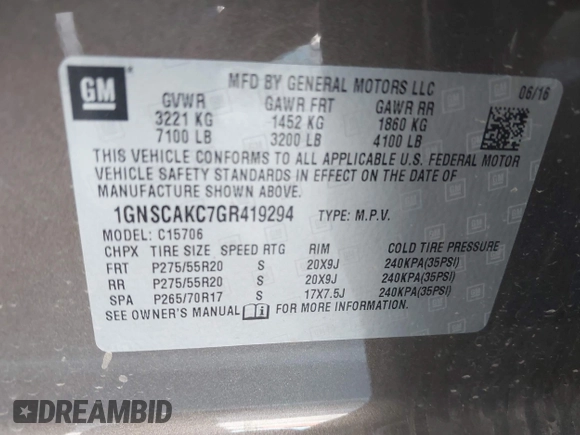 GM
MFD BY GENERAL MOTORS LLC 06/16
GVWR GAWR FRT GAWR RR
3221 KG 1452 KG 1860 KG
7100 LB 3200 LB 4100 LB
THIS VEHICLE CONFORMS TO ALL APPLICABLE U.S. FEDERAL MOTOR
VEHICLE SAFETY STANDARDS IN EFFECT ON THE DATE OF
MANUFACTURE SHOWN ABOVE.
1GNSCAKC7GR419294 TYPE: M.P.V.
MODEL: C15706
CHPX TIRE SIZE SPEED RTG RIM COLD TIRE PRESSURE
FRT P275/55R20 S 20X9J 240KPA(35PSI)
RR P275/55R20 S 20X9J 240KPA(35PSI)
SPA P265/70R17 S 17X7.5J 240KPA(35PSI)
SEE OWNER'S MANUAL FOR MORE INFORMATION.
DREAMBID